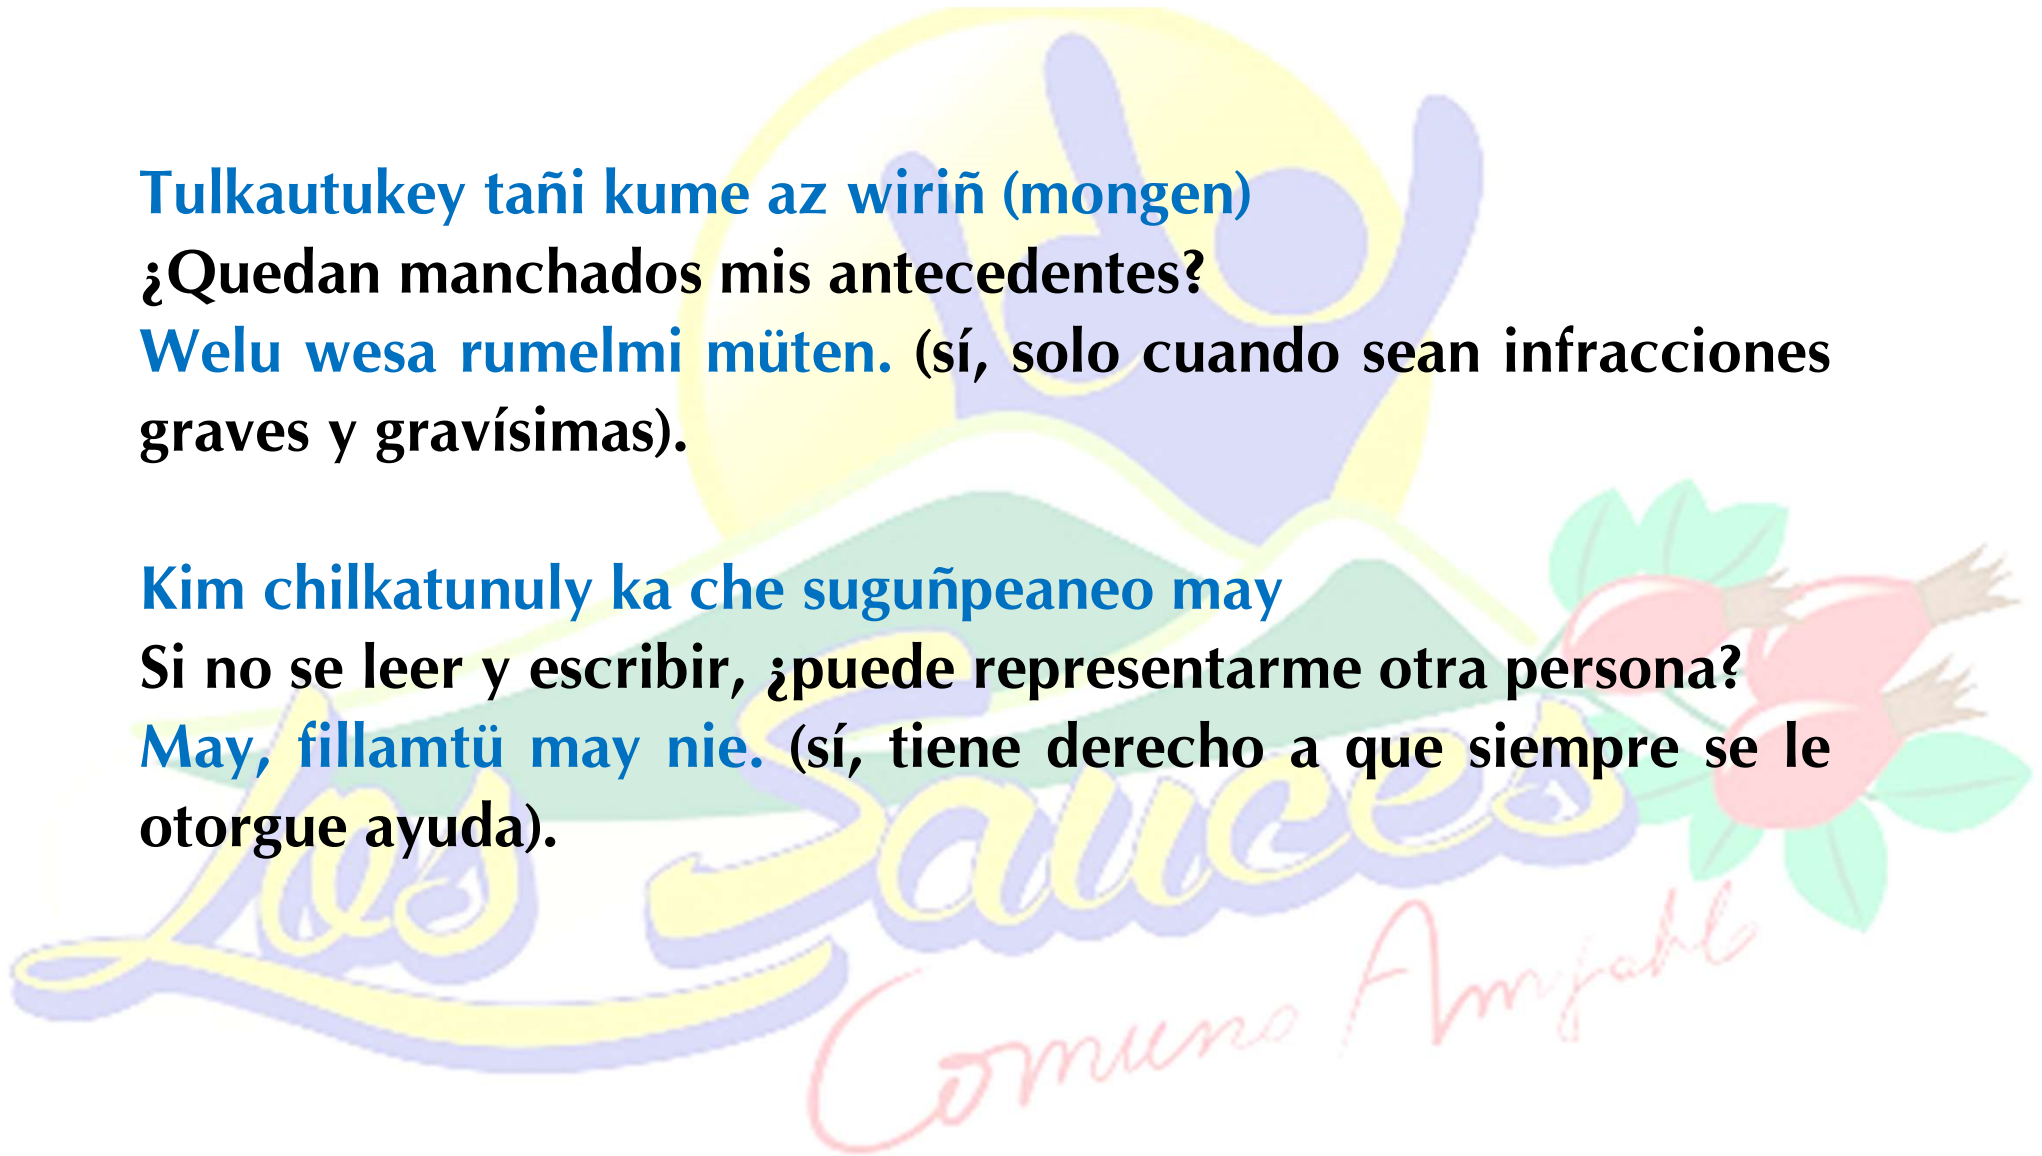 Tulkautukey tañi kume az wiriñ (mongen)
¿Quedan manchados mis antecedentes?
Welu wesa rumelmi müten. (sí, solo cuando sean infracciones
graves y gravísimas).
Kim chilkatunuly ka che suguñpeaneo may
Si no se leer y escribir, ¿puede representarme otra persona?
May, fillamtü may nie. (sí, tiene derecho a que siempre se le
otorgue ayuda).
Los Sauces
Comuna Amigable